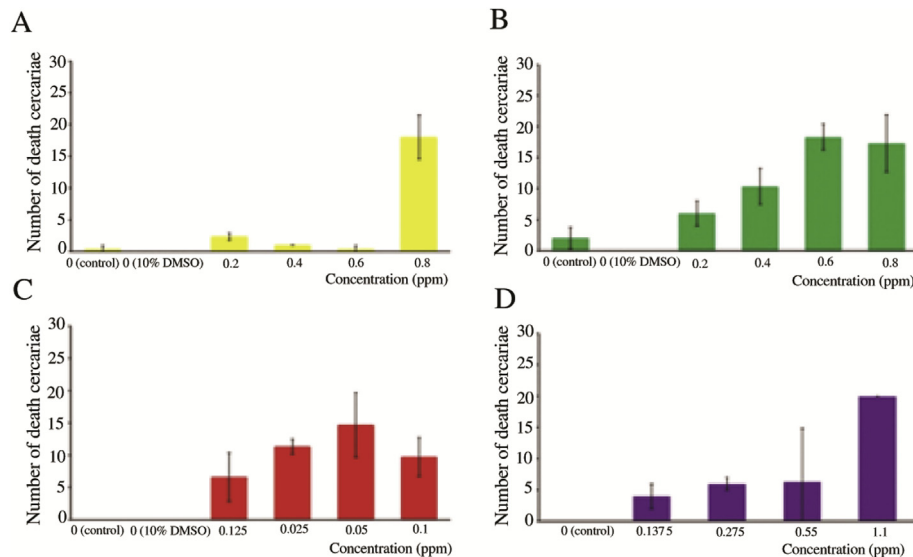 A
Number of death cercariae
30
25
20
15
10
5
0
0 (control) 0 (10% DMSO) 0.2 0.4 0.6 0.8
Concentration (ppm)
B
Number of death cercariae
30
25
20
15
10
5
0
0 (control) 0 (10% DMSO) 0.2 0.4 0.6 0.8
Concentration (ppm)
C
Number of death cercariae
30
25
20
15
10
5
0
0 (control) 0 (10% DMSO) 0.125 0.025 0.05 0.1
Concentration (ppm)
D
Number of death cercariae
30
25
20
15
10
5
0
0 (control) 0.1375 0.275 0.55 1.1
Concentration (ppm)